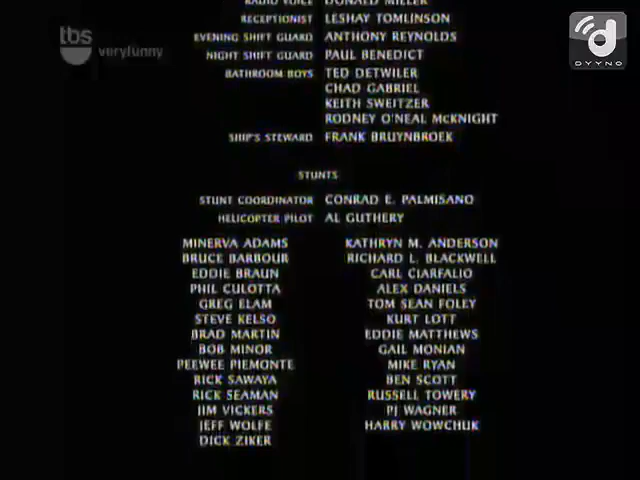 RADIO VOICE DONALD MILLER
RECEPTIONIST LESHAY TOMLINSON
EVENING SHIFT GUARD ANTHONY REYNOLDS
NIGHT SHIFT GUARD PAUL BENEDICT
BATHROOM BOYS TED DETWILER
CHAD GABRIEL
KEITH SWEITZER
RODNEY O'NEAL McKNIGHT
SHIP'S STEWARD FRANK BRUYNBROEK
STUNTS
STUNT COORDINATOR CONRAD E. PALMISANO
HELICOPTER PILOT AL GUTHERY
MINERVA ADAMS KATHRYN M. ANDERSON
BRUCE BARBOUR RICHARD L. BLACKWELL
EDDIE BRAUN CARL CIARFALIO
PHIL CULOTTA ALEX DANIELS
GREG ELAM TOM SEAN FOLEY
STEVE KELSO KURT LOTT
BRAD MARTIN EDDIE MATTHEWS
BOB MINOR GAIL MONIAN
PEEWEE PIEMONTE MIKE RYAN
RICK SAWAYA BEN SCOTT
RICK SEAMAN RUSSELL TOWERY
JIM VICKERS PJ WAGNER
JEFF WOLFE HARRY WOWCHUK
DICK ZIKER
tbs
veryfunny
d
DYYNO